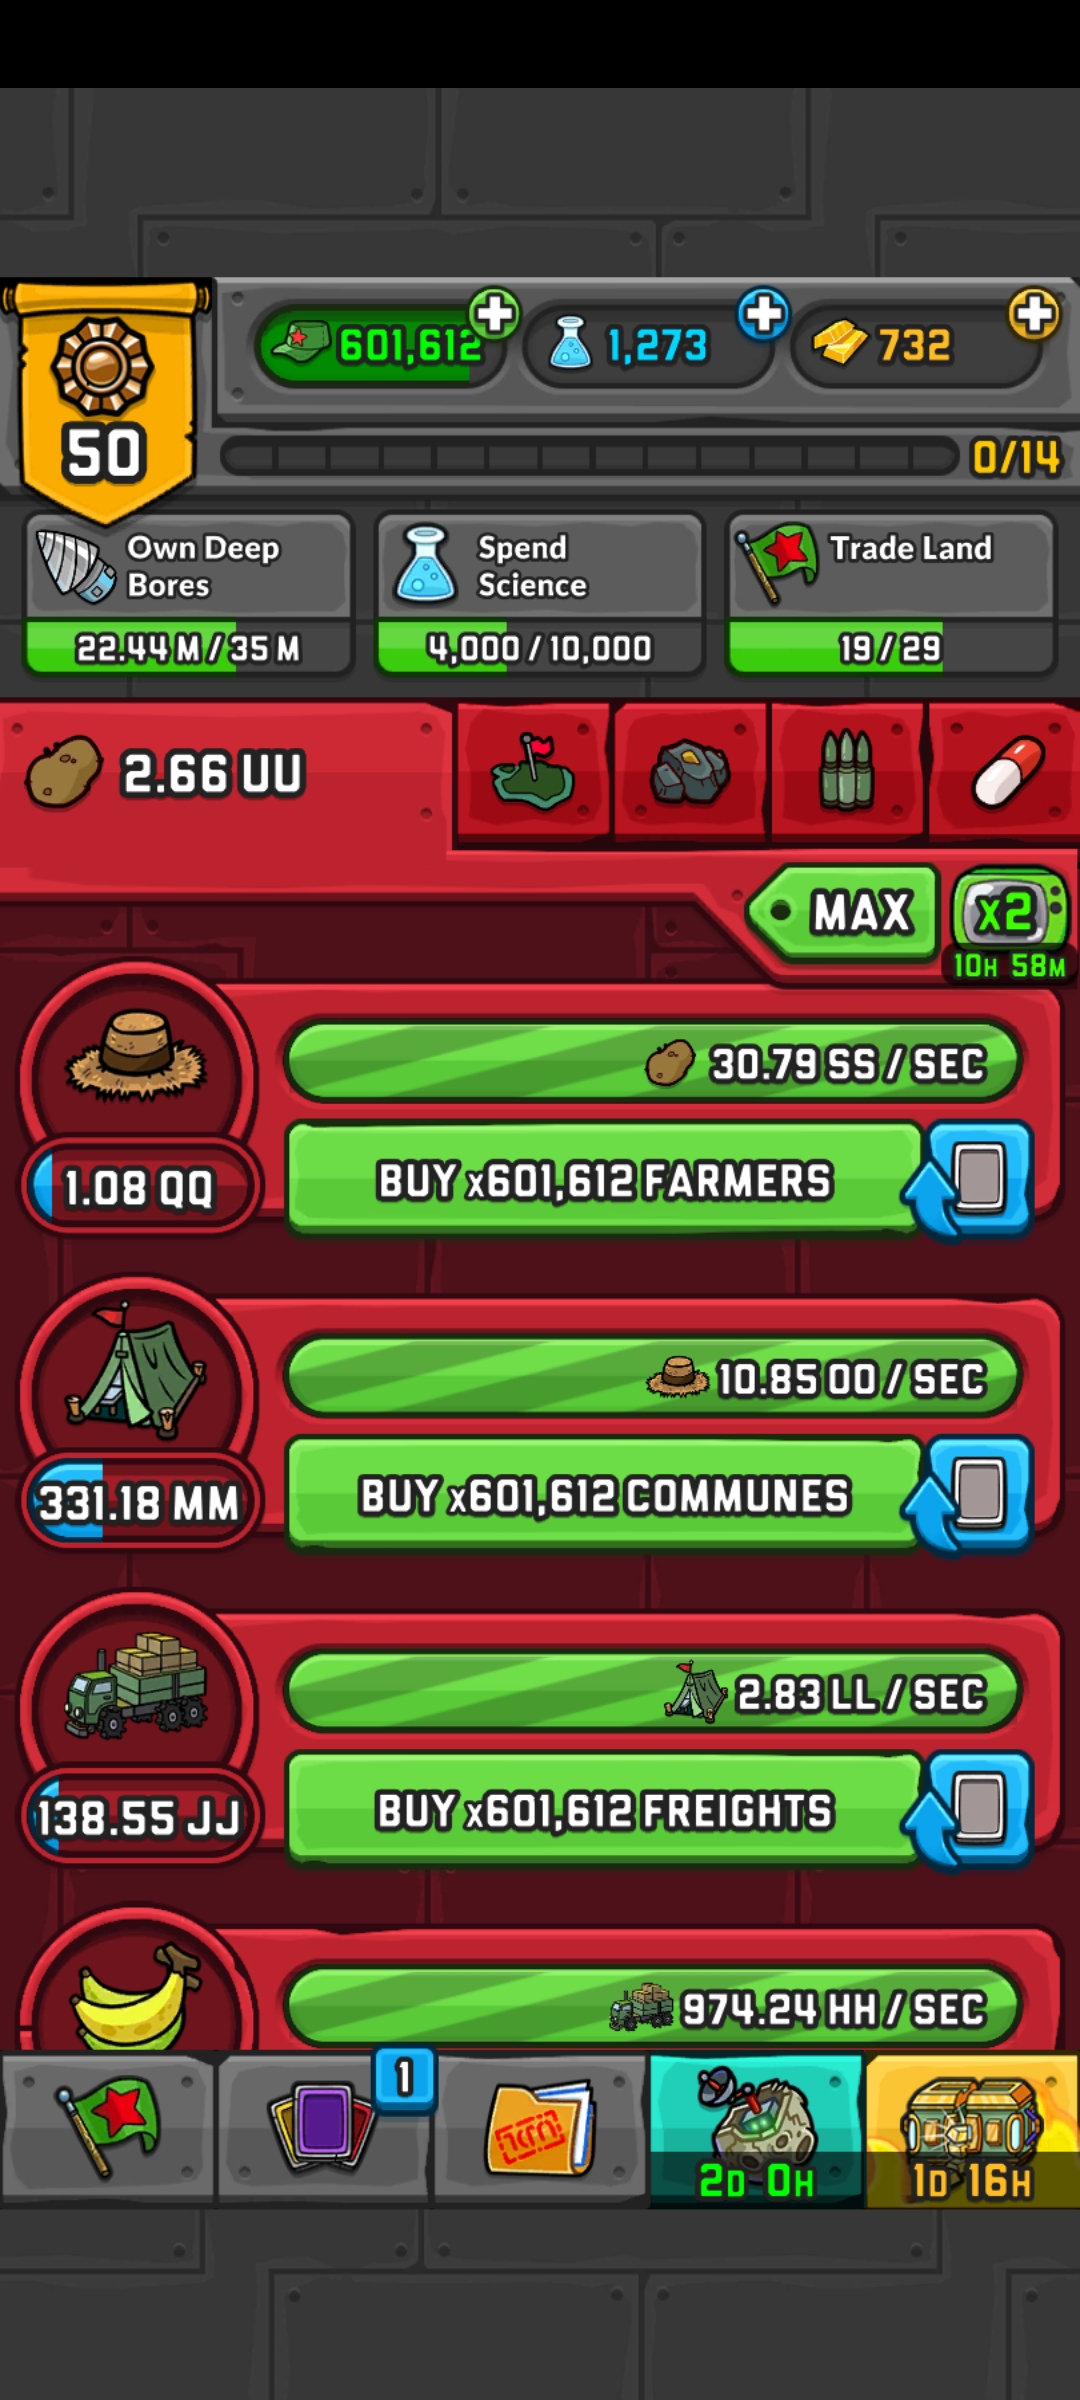 601,612
1,273
732
50
0/14
Own Deep
Bores
22.44 M / 35 M
Spend
Science
4,000 / 10,000
Trade Land
19 / 29
2.66 UU
MAX
x2
10H 58M
30.79 SS / SEC
1.08 QQ
BUY x601,612 FARMERS
10.85 OO / SEC
331.18 MM
BUY x601,612 COMMUNES
2.83 LL / SEC
138.55 JJ
BUY x601,612 FREIGHTS
974.24 HH / SEC
1
2D 0H
1D 16H